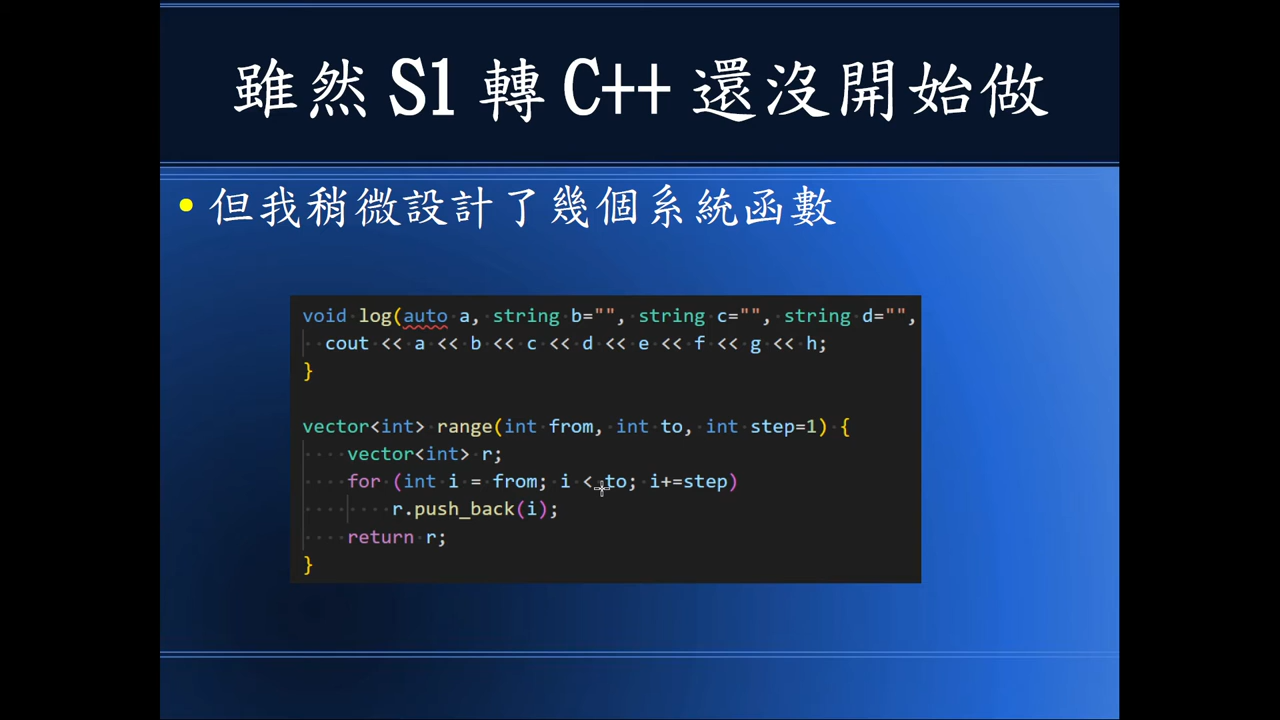 雖然 S1 轉 C++ 還沒開始做
• 但我稍微設計了幾個系統函數
void log(auto a, string b="", string c="", string d="",
  cout << a << b << c << d << e << f << g << h;
}
vector<int> range(int from, int to, int step=1) {
    vector<int> r;
    for (int i = from; i < to; i+=step)
        r.push_back(i);
    return r;
}